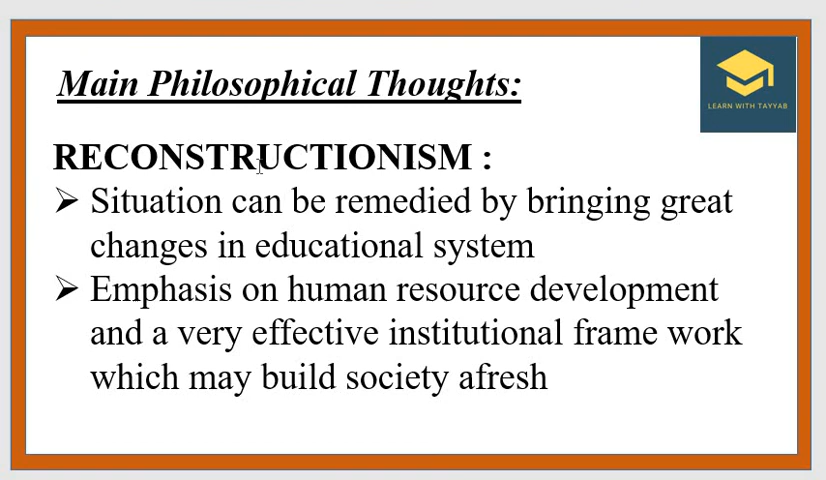 Main Philosophical Thoughts:
LEARN WITH TAYYAB
RECONSTRUCTIONISM :
➢ Situation can be remedied by bringing great
changes in educational system
➢ Emphasis on human resource development
and a very effective institutional frame work
which may build society afresh